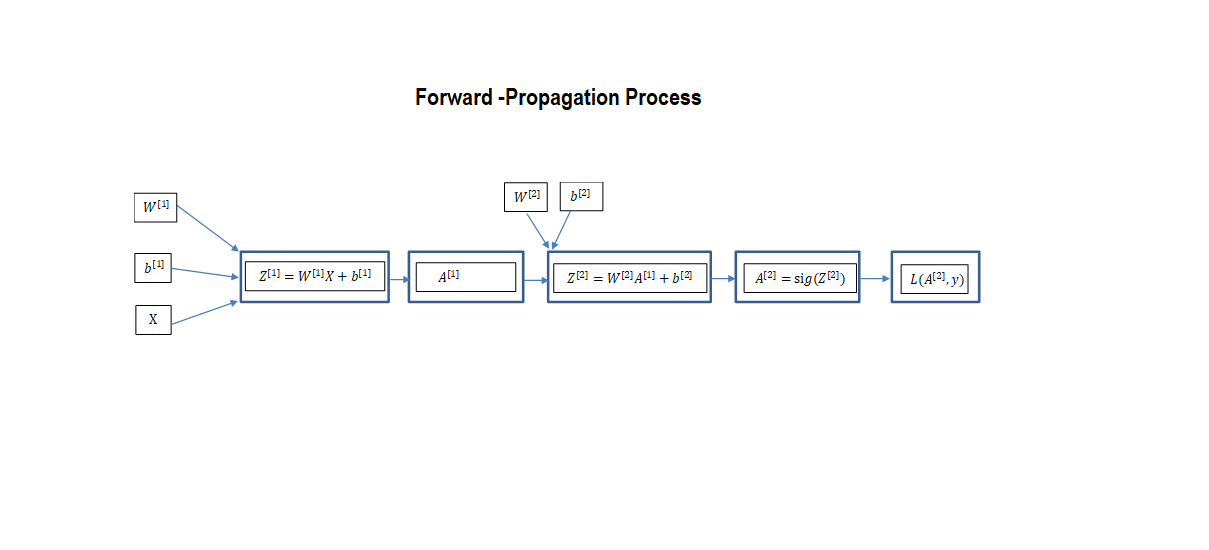 Forward -Propagation Process
W[2]
b[2]
W[1]
b[1]
X
Z[1] = W[1]X + b[1]
A[1]
Z[2] = W[2]A[1] + b[2]
A[2] = sig(Z[2])
L(A[2], y)